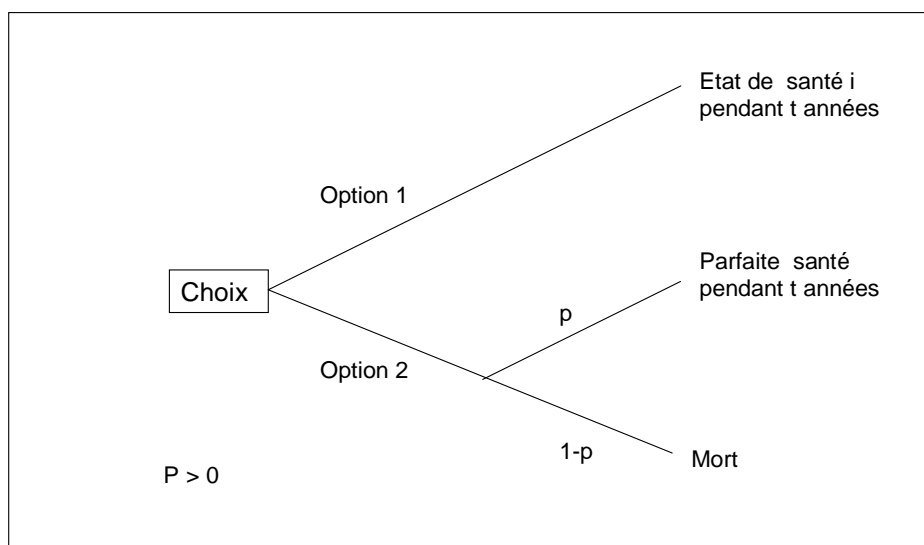 Etat de santé i
pendant t années
Option 1
Parfaite santé
pendant t années
Choix
p
Option 2
1-p
Mort
P > 0